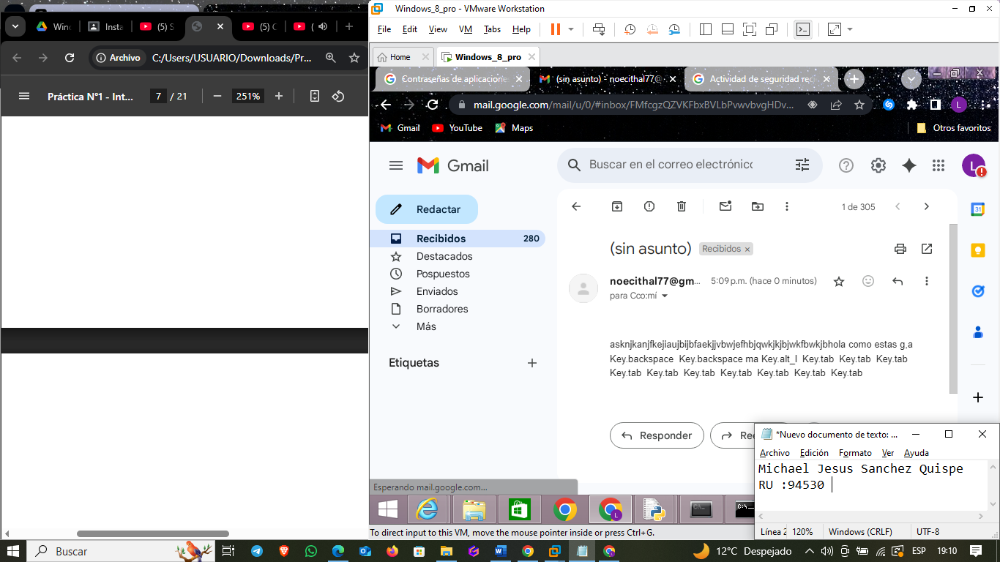 Wind
Insta
(5) S
(5) C
(
Archivo C:/Users/USUARIO/Downloads/Pr...
Práctica N°1 - Int... 7 / 21 251%
Windows_8_pro - VMware Workstation
File Edit View VM Tabs Help
Home Windows_8_pro
Contraseñas de aplicacione
(sin asunto) - noecithal77@
Actividad de seguridad rec
mail.google.com/mail/u/0/#inbox/FMfcgzQZVKFbxBVLbPvwvbvgHDv...
L
Gmail YouTube Maps Otros favoritos
Gmail
Buscar en el correo electrónic
L
Redactar
Recibidos 280
Destacados
Pospuestos
Enviados
Borradores
Más
Etiquetas
1 de 305
(sin asunto) Recibidos ×
noecithal77@gm... 5:09 p.m. (hace 0 minutos)
para Cco:mí
asknjkanjfkejiaujbijbfaekjjvbwjefhbjqwkjkjbjwkfbwkjbhola como estas g,a
Key.backspace Key.backspace ma Key.alt_l Key.tab Key.tab Key.tab
Key.tab Key.tab Key.tab Key.tab Key.tab Key.tab Key.tab
Responder Ree
31
Esperando mail.google.com...
To direct input to this VM, move the mouse pointer inside or press Ctrl+G.
*Nuevo documento de texto: ...
Archivo Edición Formato Ver Ayuda
Michael Jesus Sanchez Quispe
RU :94530
Línea 2 120% Windows (CRLF) UTF-8
Buscar
12°C Despejado ESP 19:10